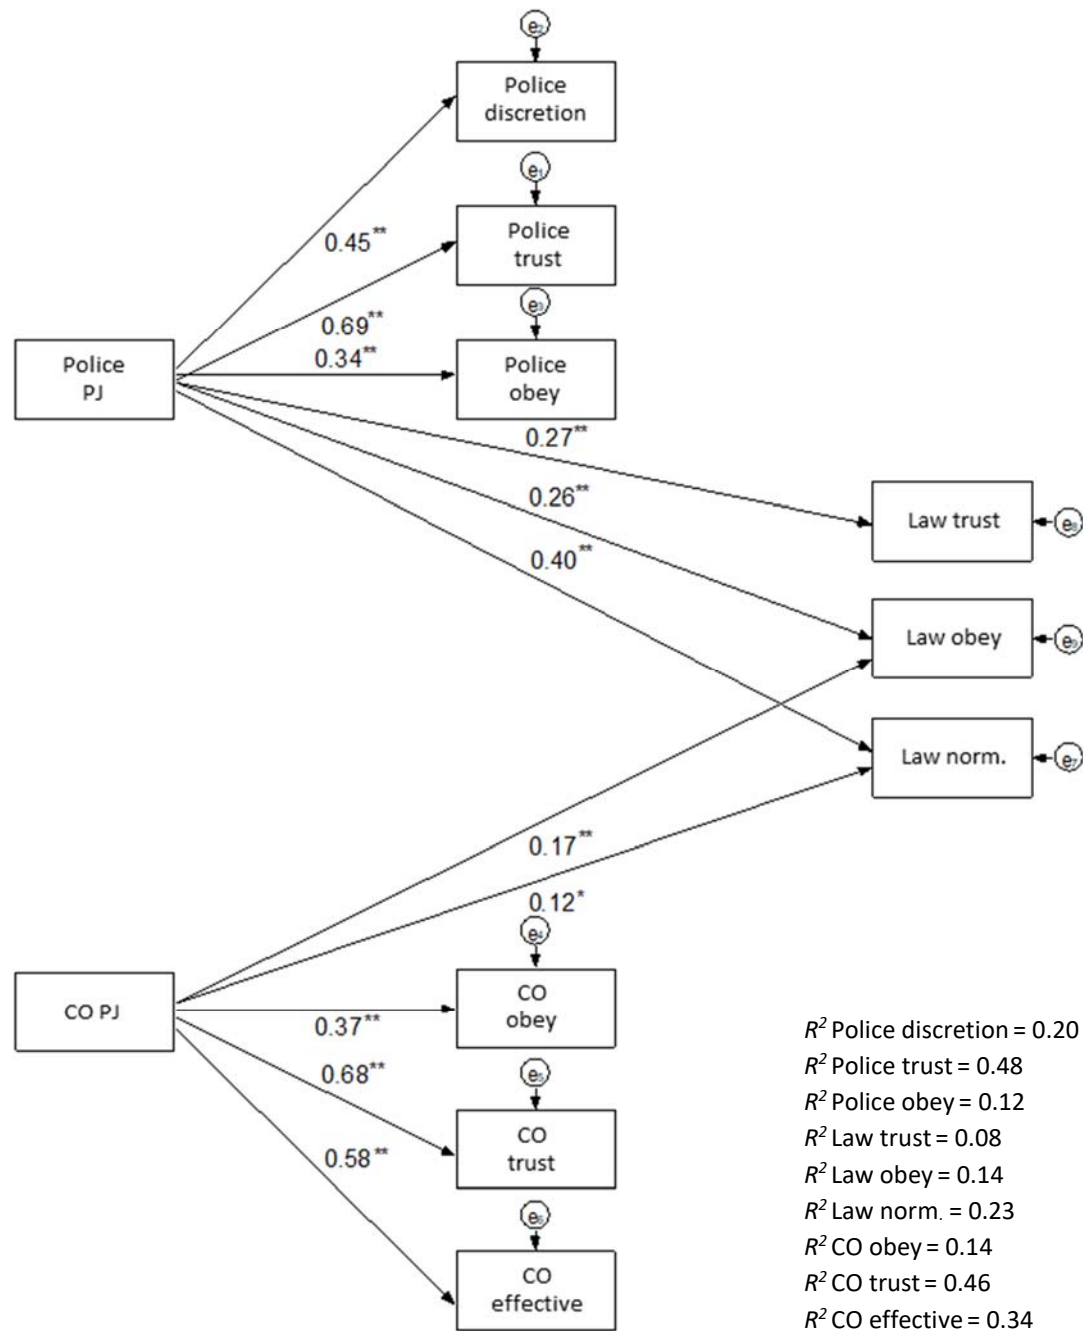 e2
Police
discretion
e1
0.45**
Police
trust
e3
0.69**
0.34**
Police
PJ
Police
obey
0.27**
0.26**
Law trust
e8
0.40**
Law obey
e9
Law norm.
e7
0.17**
0.12*
e4
CO PJ
CO
obey
0.37**
e5
0.68**
CO
trust
0.58**
e6
CO
effective
R² Police discretion = 0.20
R² Police trust = 0.48
R² Police obey = 0.12
R² Law trust = 0.08
R² Law obey = 0.14
R² Law norm. = 0.23
R² CO obey = 0.14
R² CO trust = 0.46
R² CO effective = 0.34